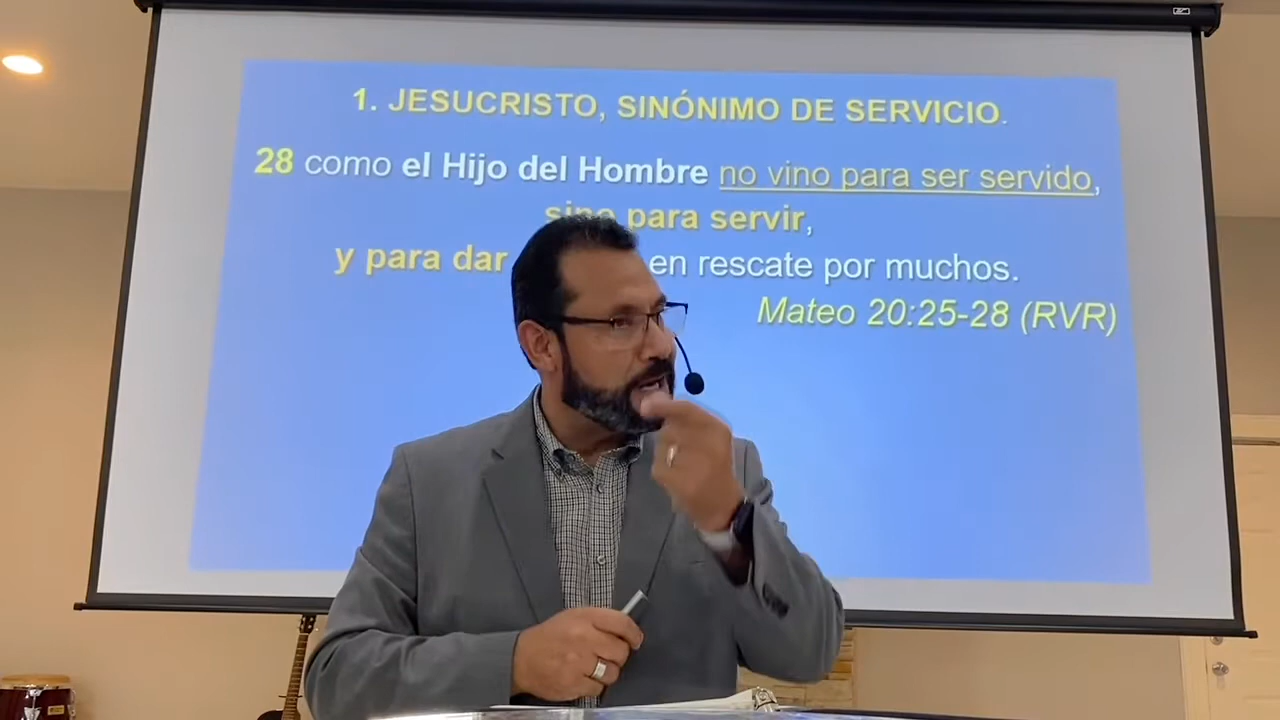 1. JESUCRISTO, SINÓNIMO DE SERVICIO.
28 como el Hijo del Hombre no vino para ser servido,
sino para servir,
y para dar en rescate por muchos.
Mateo 20:25-28 (RVR)